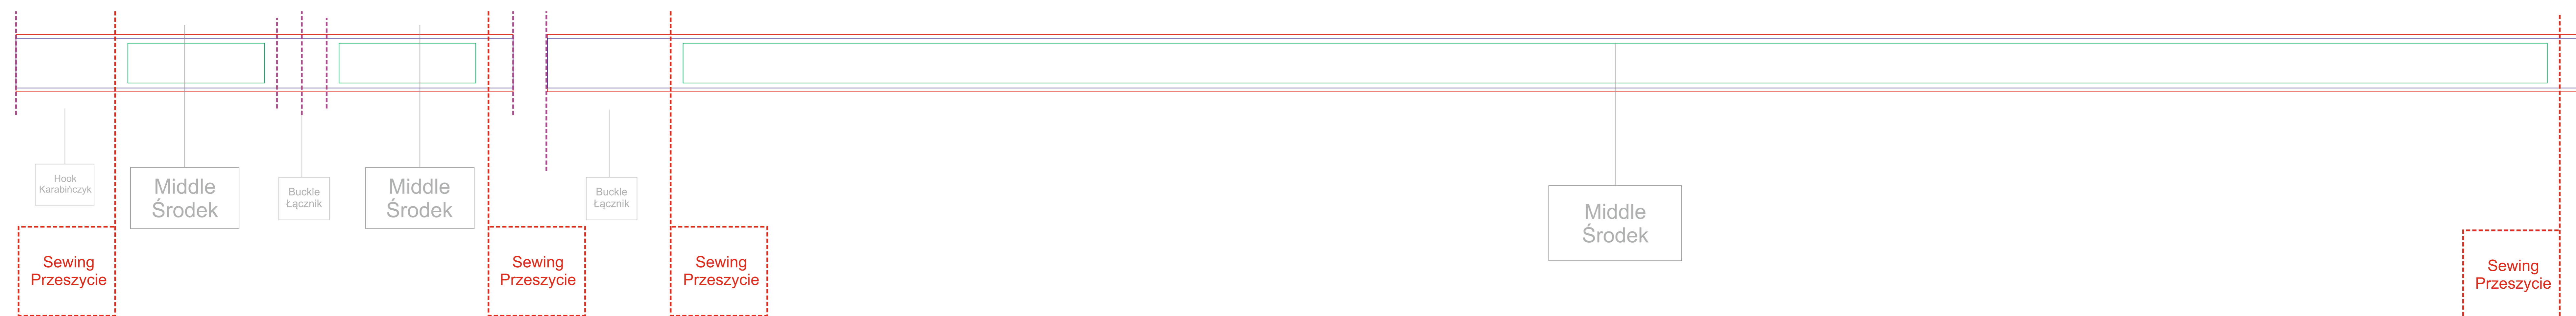 Hook
Karabińczyk
Middle
Środek
Buckle
Łącznik
Middle
Środek
Buckle
Łącznik
Middle
Środek
Sewing
Przeszycie
Sewing
Przeszycie
Sewing
Przeszycie
Sewing
Przeszycie